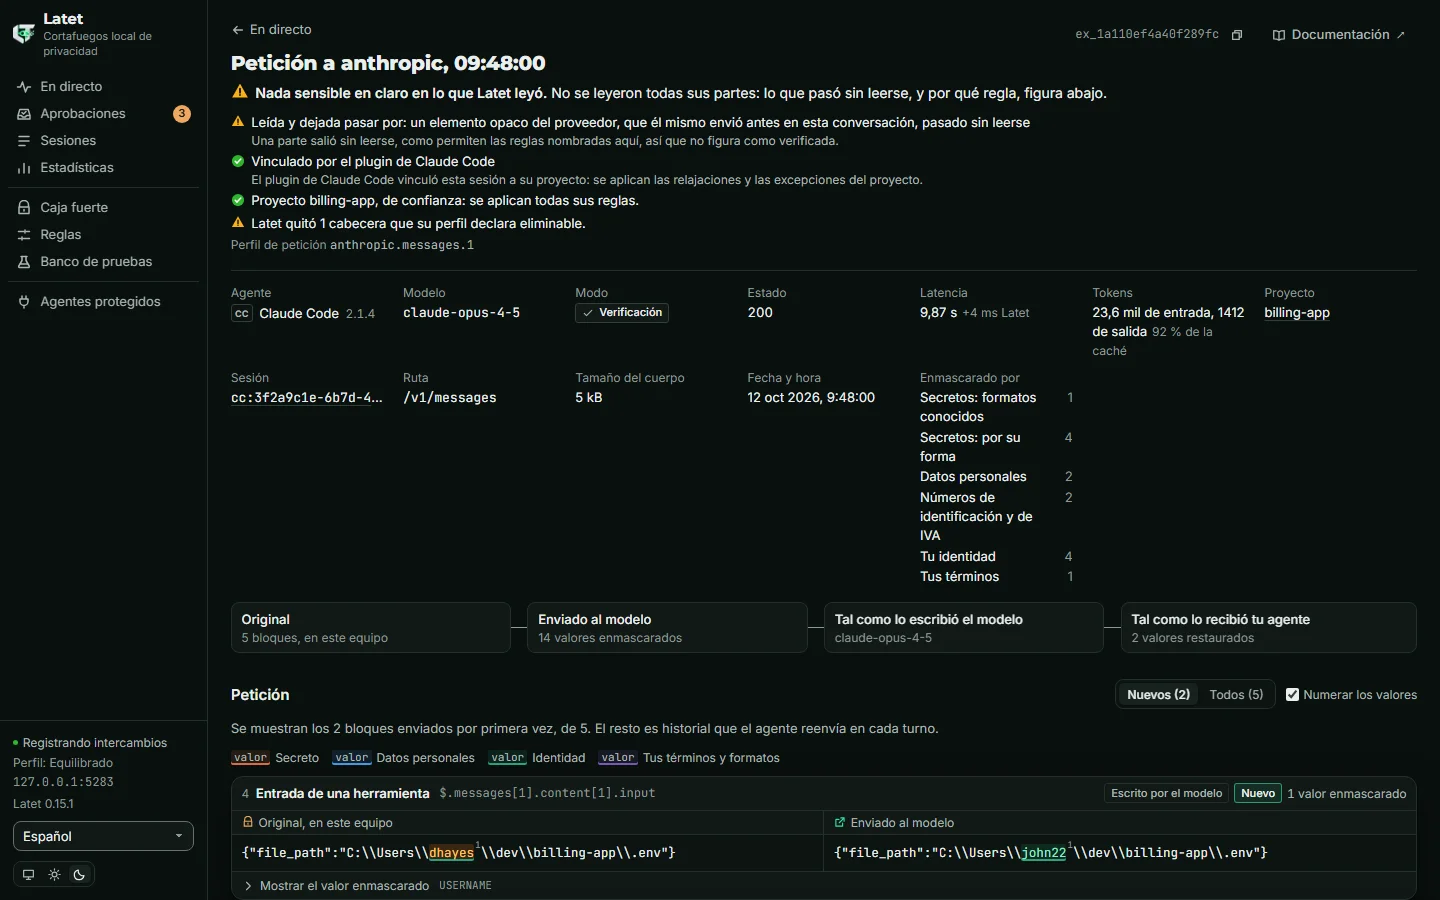 Latet
Cortafuegos local de
privacidad
En directo
Aprobaciones
3
Sesiones
Estadísticas
Caja fuerte
Reglas
Banco de pruebas
Agentes protegidos
Registrando intercambios
Perfil: Equilibrado
127.0.0.1:5283
Latet 0.15.1
Español
← En directo
ex_1a110ef4a40f289fc
Documentación ↗
Petición a anthropic, 09:48:00
Nada sensible en claro en lo que Latet leyó. No se leyeron todas sus partes: lo que pasó sin leerse, y por qué regla, figura abajo.
Leída y dejada pasar por: un elemento opaco del proveedor, que él mismo envió antes en esta conversación, pasado sin leerse
Una parte salió sin leerse, como permiten las reglas nombradas aquí, así que no figura como verificada.
Vinculado por el plugin de Claude Code
El plugin de Claude Code vinculó esta sesión a su proyecto: se aplican las relajaciones y las excepciones del proyecto.
Proyecto billing-app, de confianza: se aplican todas sus reglas.
Latet quitó 1 cabecera que su perfil declara eliminable.
Perfil de petición anthropic.messages.1
Agente
CC Claude Code 2.1.4
Modelo
claude-opus-4-5
Modo
Verificación
Estado
200
Latencia
9,87 s +4 ms Latet
Tokens
23,6 mil de entrada, 1412
de salida 92 % de la
caché
Proyecto
billing-app
Sesión
cc:3f2a9c1e-6b7d-4...
Ruta
/v1/messages
Tamaño del cuerpo
5 kB
Fecha y hora
12 oct 2026, 9:48:00
Enmascarado por
Secretos: formatos
conocidos
1
Secretos: por su
forma
4
Datos personales 2
Números de
identificación y de
IVA
2
Tu identidad 4
Tus términos 1
Original
5 bloques, en este equipo
Enviado al modelo
14 valores enmascarados
Tal como lo escribió el modelo
claude-opus-4-5
Tal como lo recibió tu agente
2 valores restaurados
Petición
Nuevos (2)
Todos (5)
Numerar los valores
Se muestran los 2 bloques enviados por primera vez, de 5. El resto es historial que el agente reenvía en cada turno.
valor Secreto valor Datos personales valor Identidad valor Tus términos y formatos
4 Entrada de una herramienta $.messages[1].content[1].input
Escrito por el modelo Nuevo 1 valor enmascarado
Original, en este equipo
Enviado al modelo
{"file_path":"C:\\Users\\dhayes1\\dev\\billing-app\\.env"}
{"file_path":"C:\\Users\\john221\\dev\\billing-app\\.env"}
Mostrar el valor enmascarado USERNAME